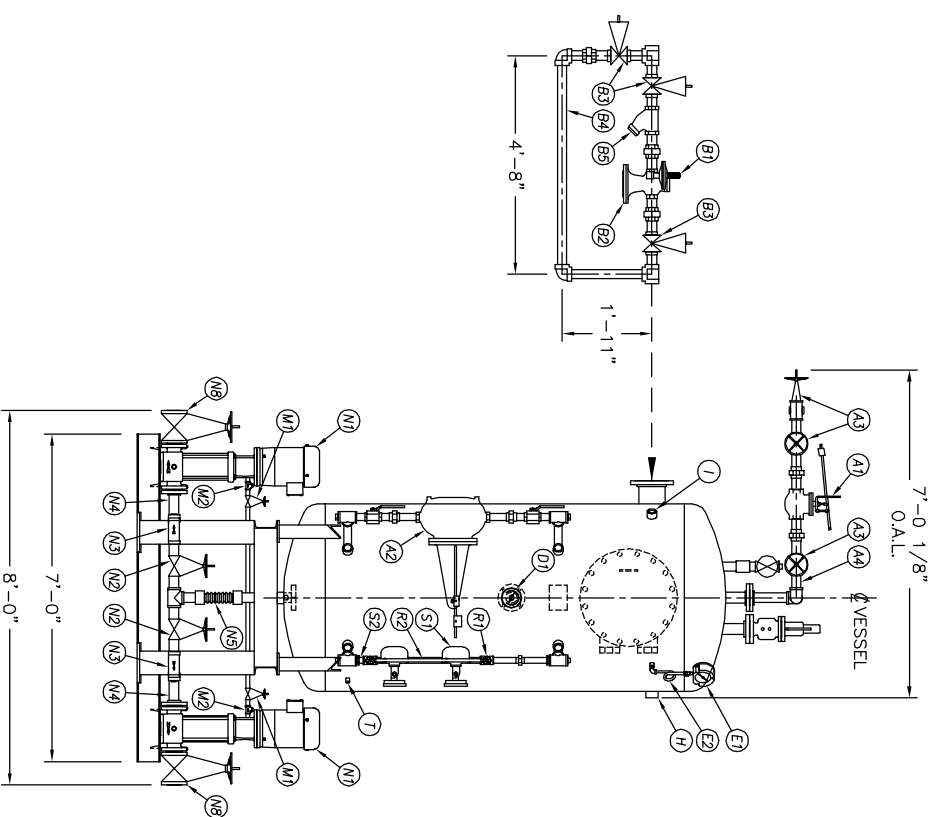 B1
B3
B3
B4
B5
B2
4'-8"
1'-11"
7'-0 1/8"
O.A.L.
A3
A1
A3
A4
℄ VESSEL
I
A2
D1
S2
R2
S1
R1
T
H
E2
E1
N8
M1
N1
M2
N4
N3
N2
N5
N2
N3
N4
M2
M1
N1
N8
7'-0"
8'-0"